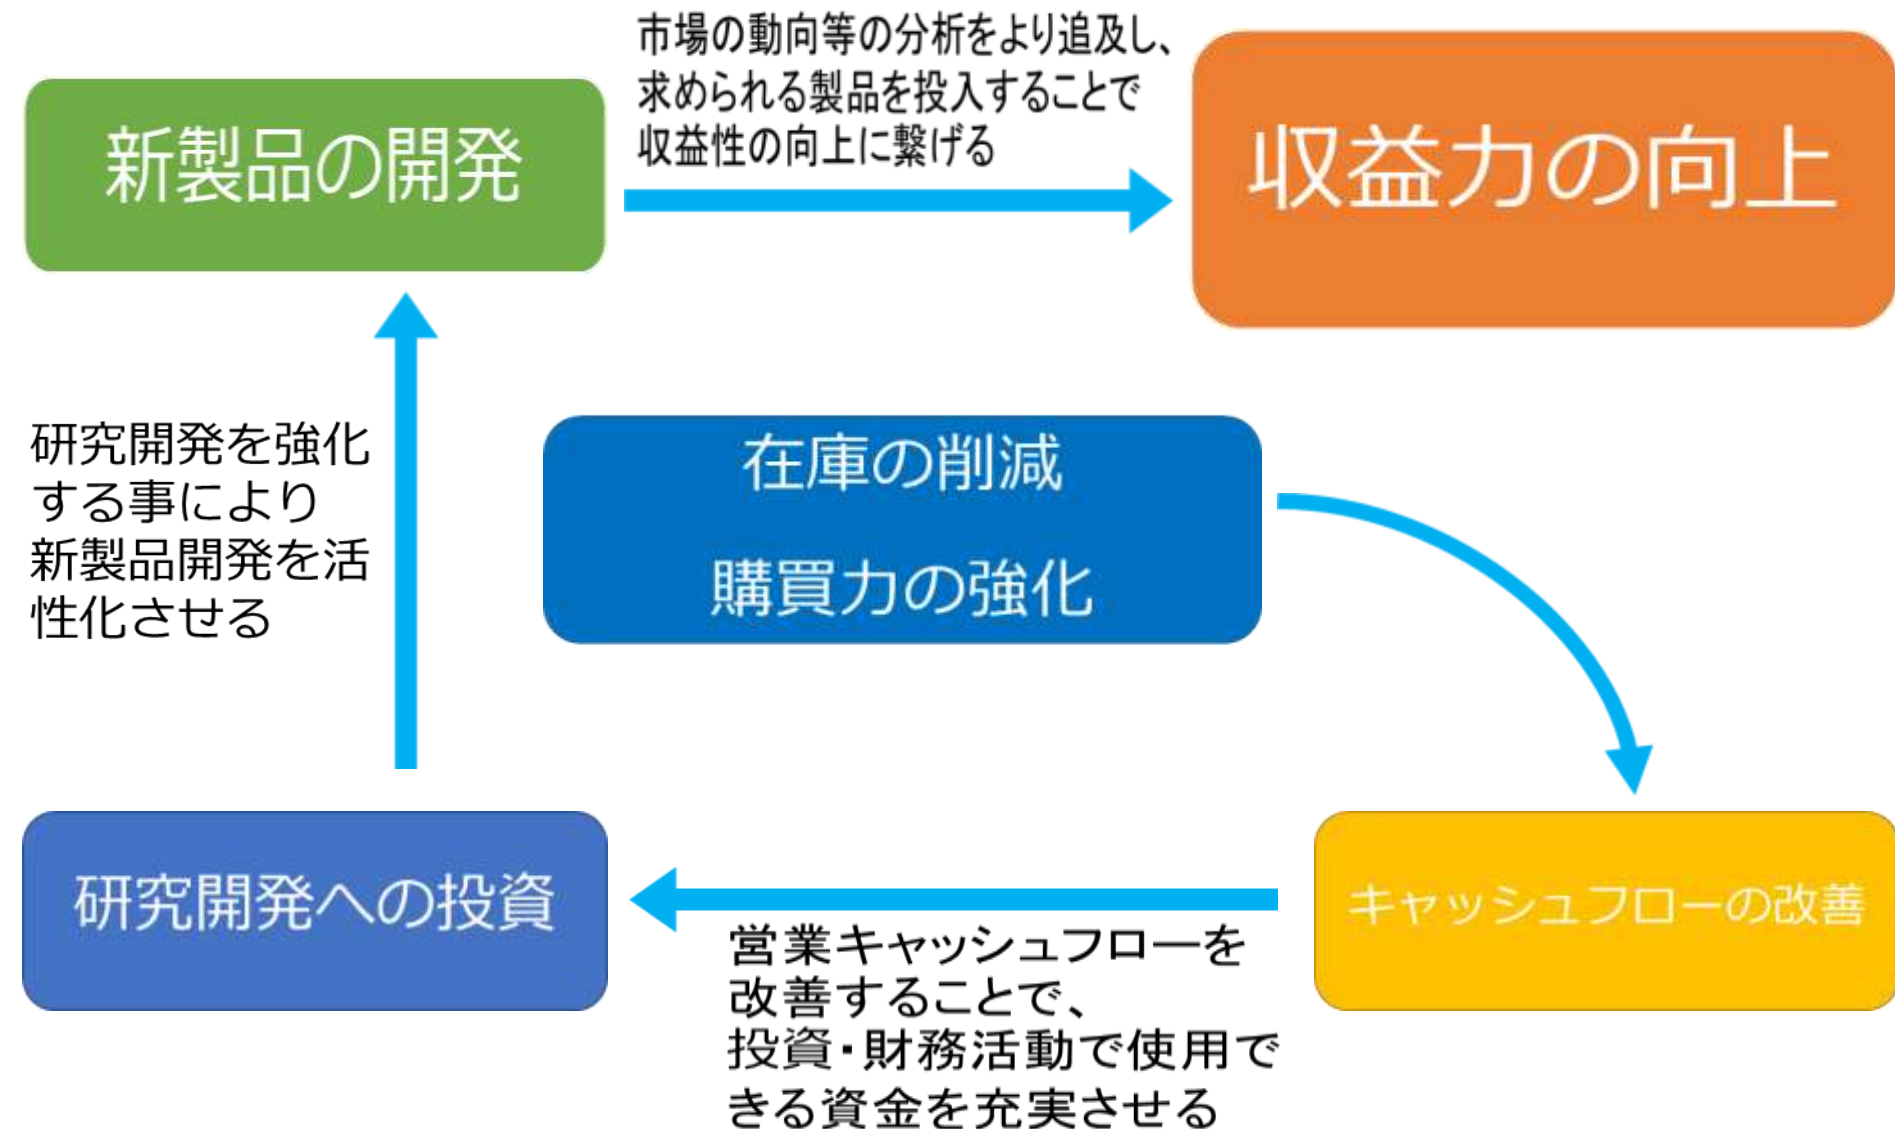 市場の動向等の分析をより追及し、
求められる製品を投入することで
収益性の向上に繋げる
新製品の開発
収益力の向上
研究開発を強化
する事により
新製品開発を活
性化させる
在庫の削減
購買力の強化
研究開発への投資
キャッシュフローの改善
営業キャッシュフローを
改善することで、
投資・財務活動で使用で
きる資金を充実させる